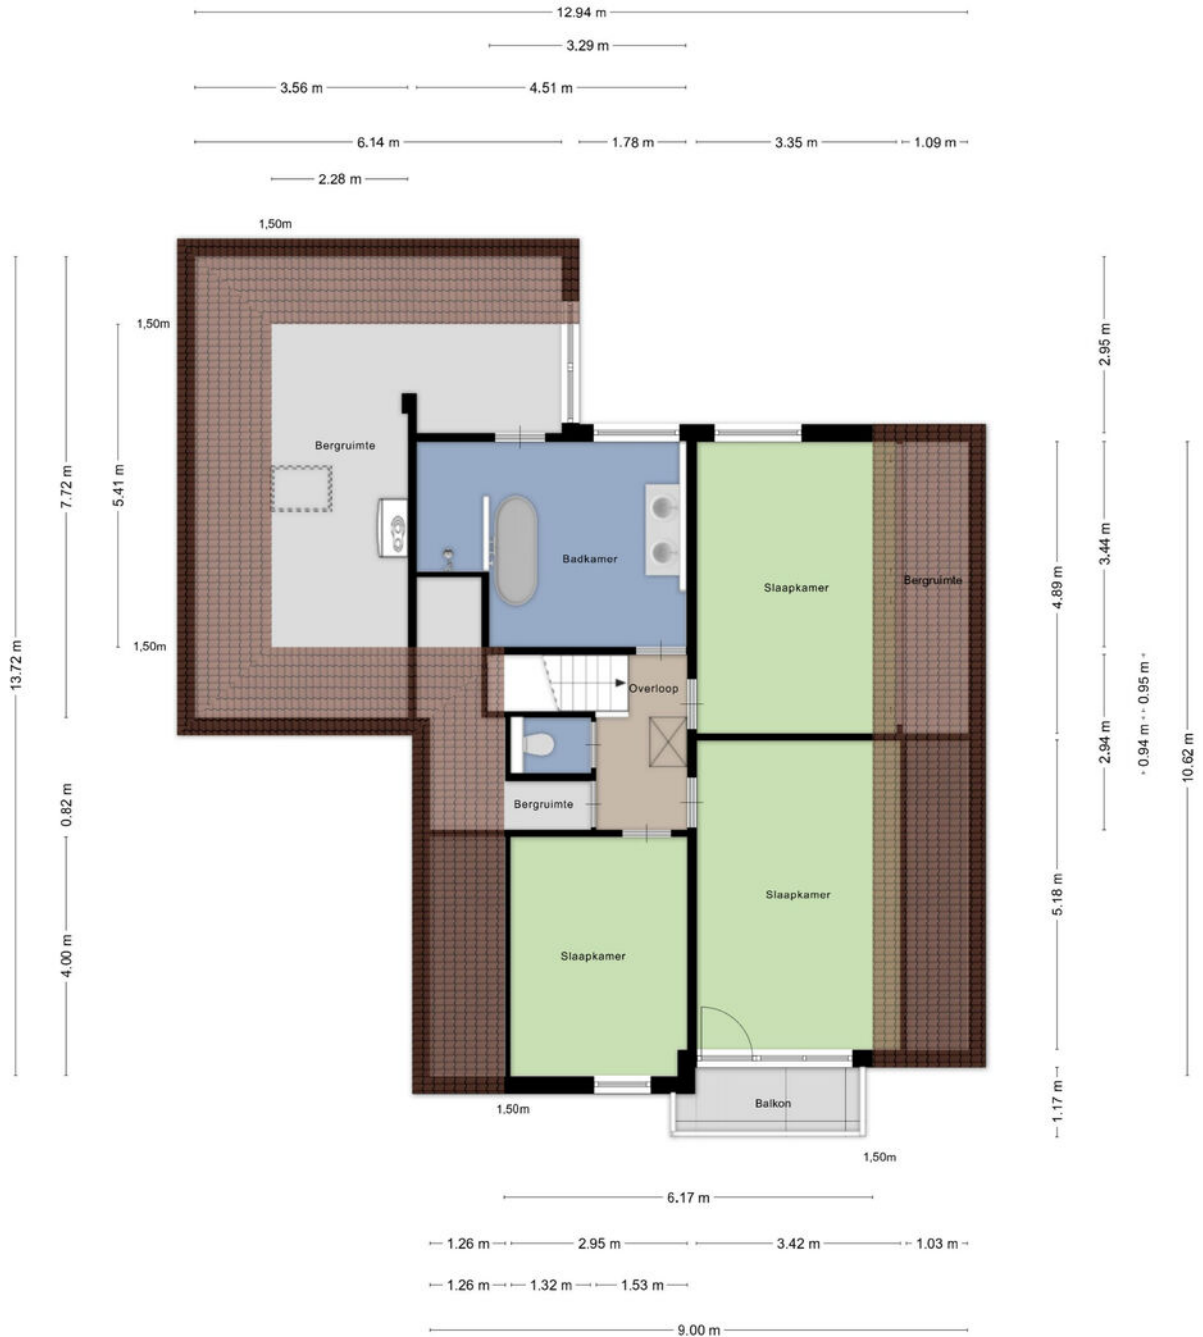 12.94 m
3.29 m
3.56 m
4.51 m
6.14 m
1.78 m
3.35 m
1.09 m
2.28 m
1,50m
1,50m
2.95 m
Bergruimte
7.72 m
5.41 m
Badkamer
Slaapkamer
Bergruimte
4.89 m
3.44 m
1,50m
13.72 m
Overloop
0.95 m
0.94 m
2.94 m
10.62 m
0.82 m
Bergruimte
Slaapkamer
5.18 m
4.00 m
Slaapkamer
1.17 m
Balkon
1,50m
1,50m
6.17 m
1.26 m
2.95 m
3.42 m
1.03 m
1.26 m
1.32 m
1.53 m
9.00 m